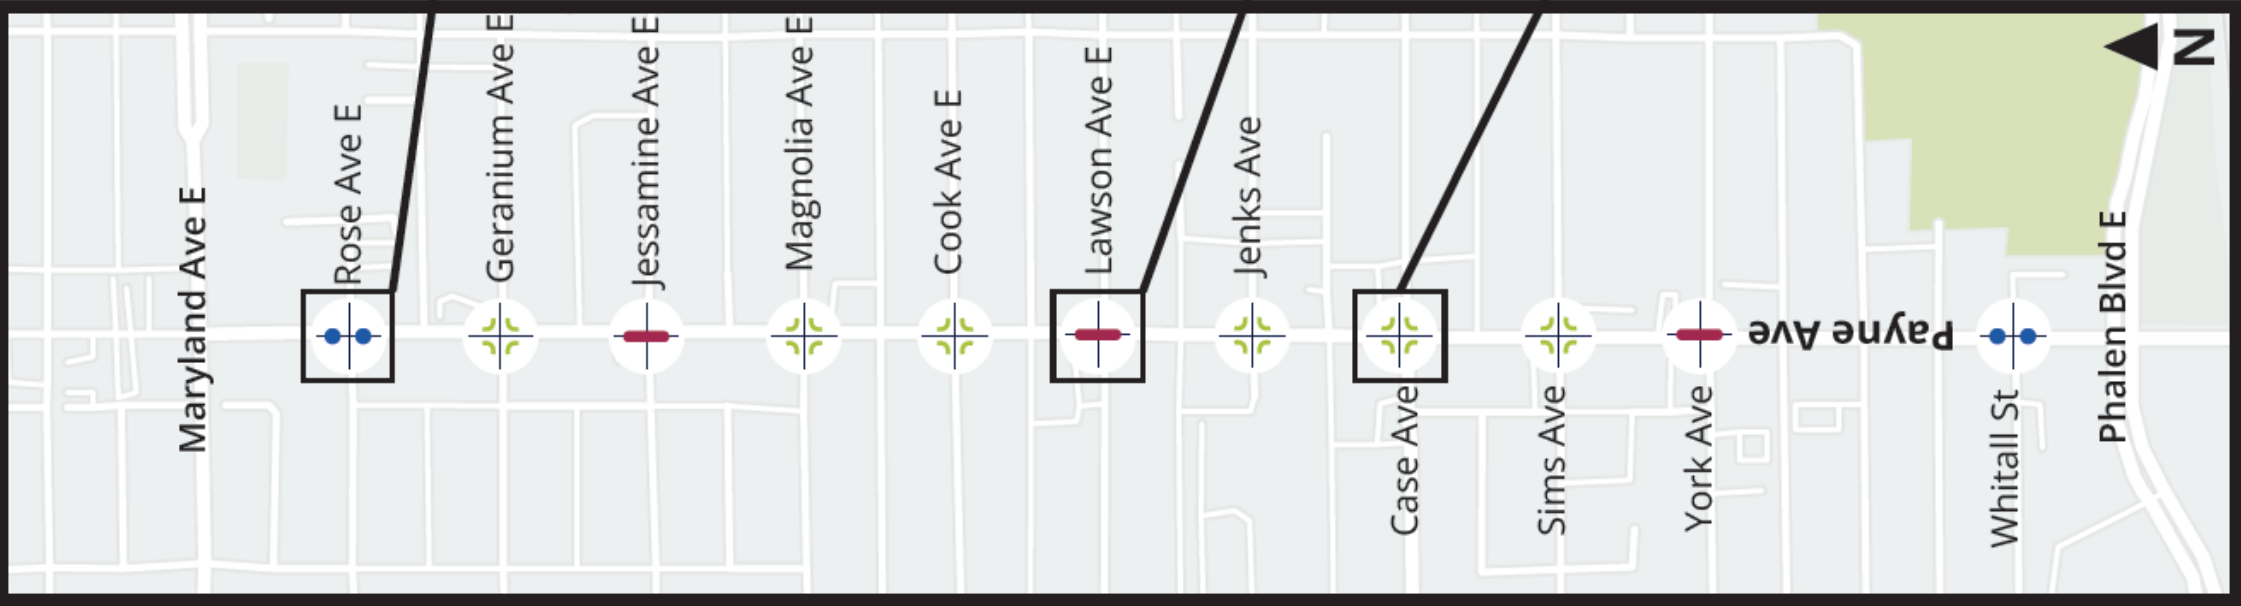 Maryland Ave E
Rose Ave E
Geranium Ave E
Jessamine Ave E
Magnolia Ave E
Cook Ave E
Lawson Ave E
Jenks Ave
Case Ave
Sims Ave
York Ave
Payne Ave
Whitall St
Phalen Blvd E
N